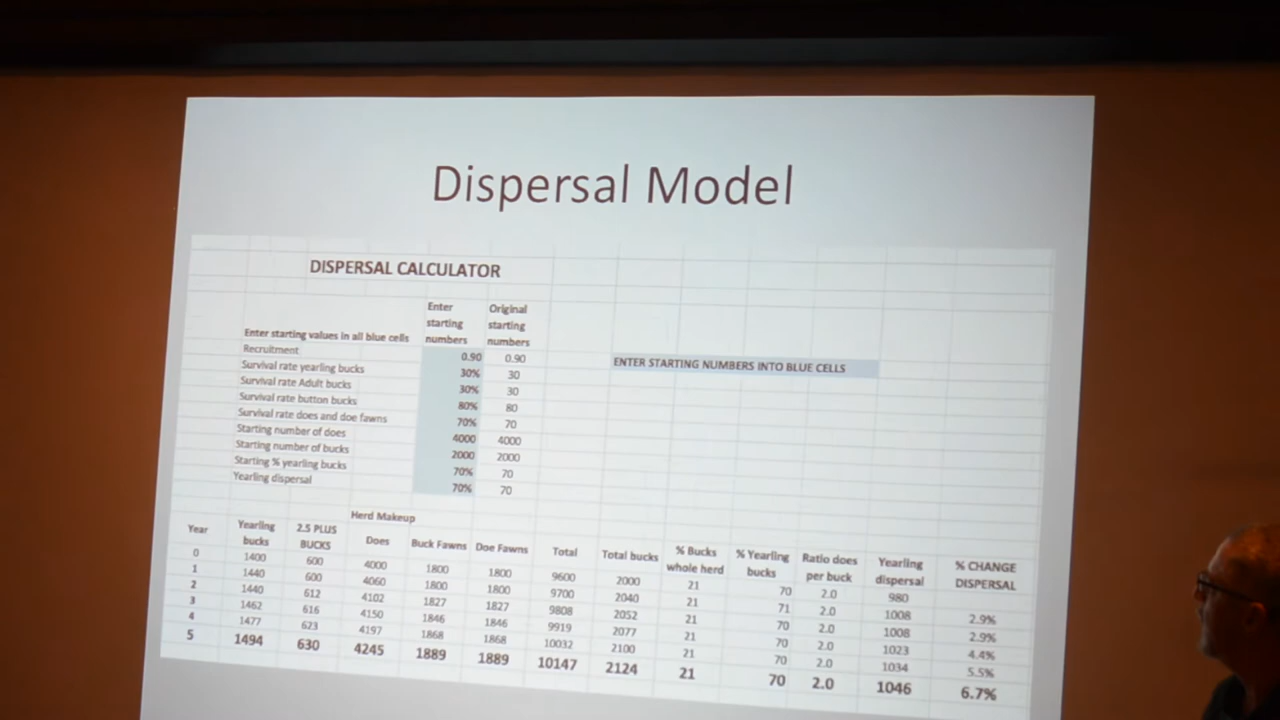 Dispersal Model
DISPERSAL CALCULATOR
Enter starting values in all blue cells Enter starting numbers Original starting numbers
Recruitment 0.90 0.90
Survival rate yearling bucks 30% 30
Survival rate Adult bucks 30% 30
Survival rate button bucks 80% 80
Survival rate does and doe fawns 70% 70
Starting number of does 4000 4000
Starting number of bucks 2000 2000
Starting % yearling bucks 70% 70
Yearling dispersal 70% 70
ENTER STARTING NUMBERS INTO BLUE CELLS
Herd Makeup
Year Yearling bucks 2.5 PLUS BUCKS Does Buck Fawns Doe Fawns Total Total bucks % Bucks whole herd % Yearling bucks Ratio does per buck Yearling dispersal % CHANGE DISPERSAL
0 1400 600 4000 1800 1800 9600 2000 21 70 2.0 980
1 1440 600 4060 1800 1800 9700 2040 21 71 2.0 1008 2.9%
2 1440 612 4102 1827 1827 9808 2052 21 70 2.0 1008 2.9%
3 1462 616 4150 1846 1846 9919 2077 21 70 2.0 1023 4.4%
4 1477 623 4197 1868 1868 10032 2100 21 70 2.0 1034 5.5%
5 1494 630 4245 1889 1889 10147 2124 21 70 2.0 1046 6.7%